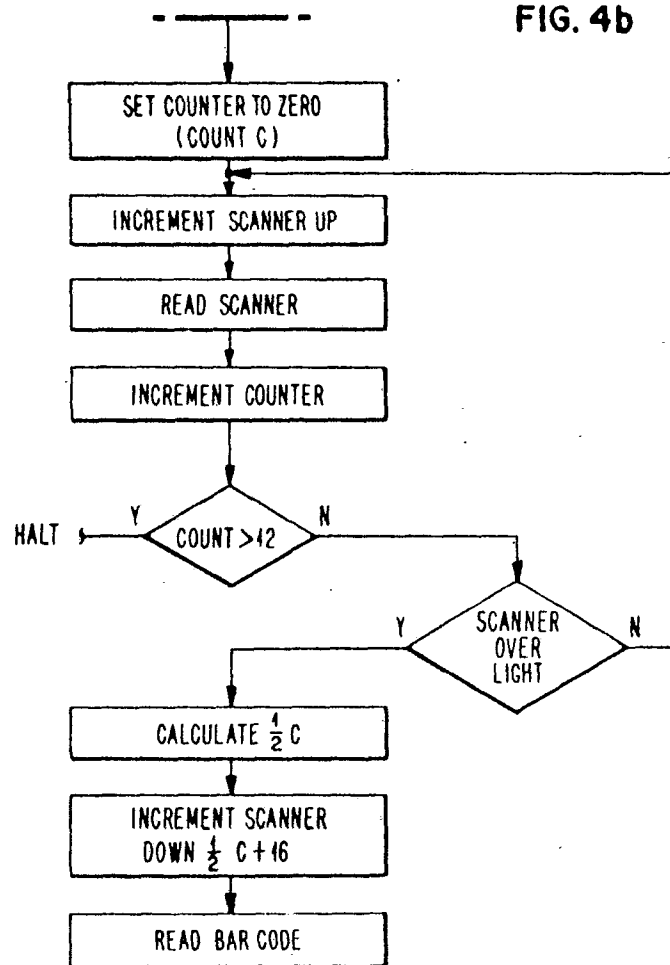 FIG. 4b
SET COUNTER TO ZERO
(COUNT C)
INCREMENT SCANNER UP
READ SCANNER
INCREMENT COUNTER
HALT
Y
COUNT >12
N
Y
SCANNER
OVER
LIGHT
N
CALCULATE ½ C
INCREMENT SCANNER
DOWN ½ C + 16
READ BAR CODE